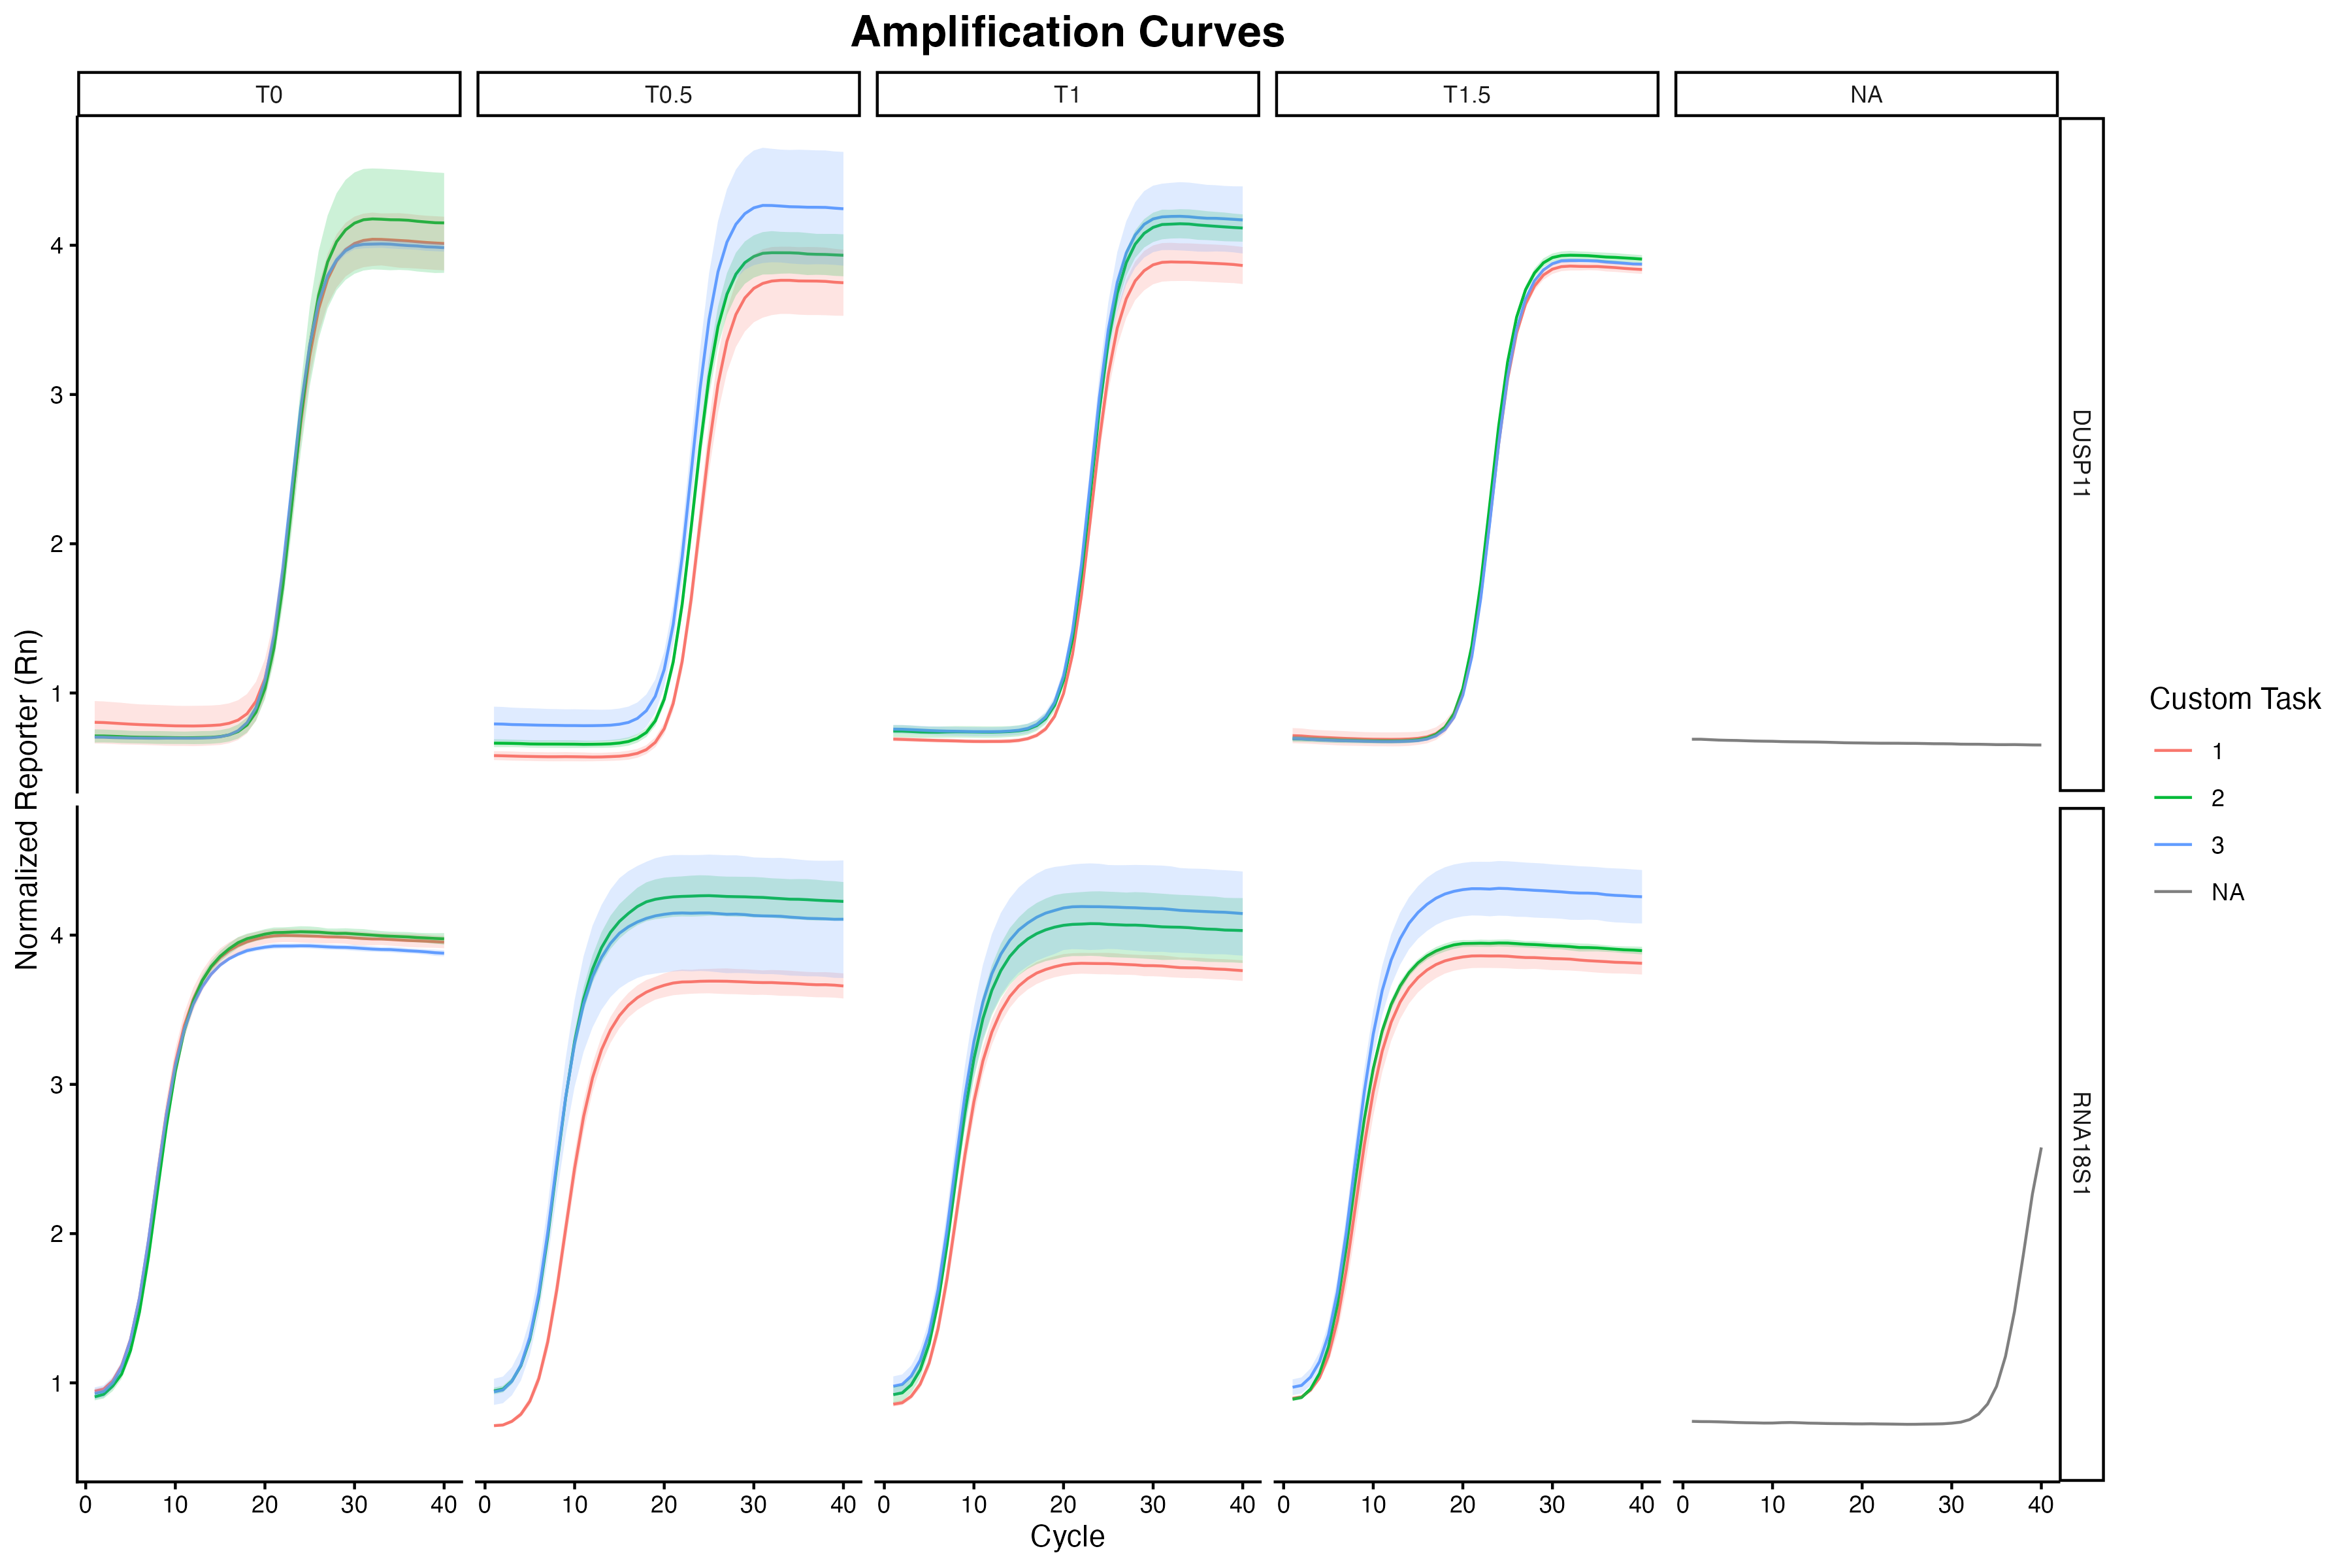 Amplification Curves
T0 T0.5 T1 T1.5 NA
4
3
2
1
DUSP11
4
3
2
1
RNA18S1
Normalized Reporter (Rn)
0 10 20 30 40 0 10 20 30 40 0 10 20 30 40 0 10 20 30 40 0 10 20 30 40
Cycle
Custom Task
1
2
3
NA